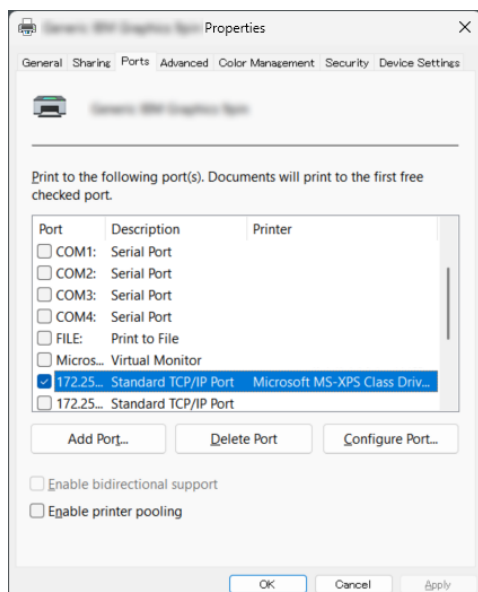 Properties
General Sharing Ports Advanced Color Management Security Device Settings
Print to the following port(s). Documents will print to the first free
checked port.
Port Description Printer
COM1: Serial Port
COM2: Serial Port
COM3: Serial Port
COM4: Serial Port
FILE: Print to File
Micros... Virtual Monitor
172.25... Standard TCP/IP Port Microsoft MS-XPS Class Driv...
172.25... Standard TCP/IP Port
Add Port... Delete Port Configure Port...
Enable bidirectional support
Enable printer pooling
OK Cancel Apply